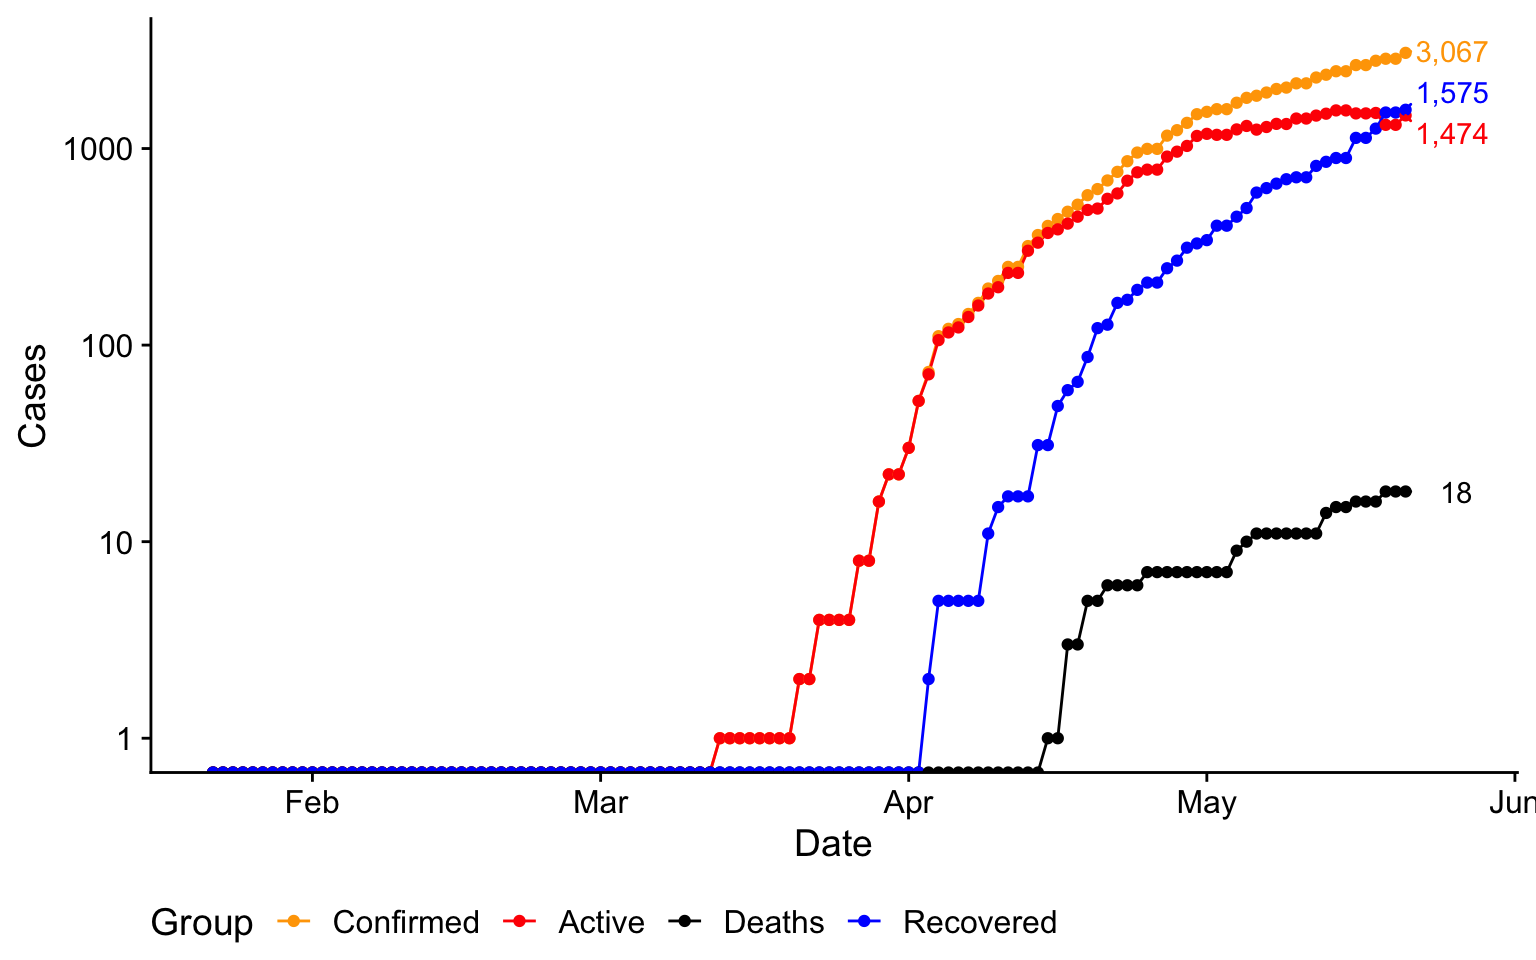 3,067
1,575
1,474
1000
100
10
1
18
Cases
Feb Mar Apr May Jun
Date
Group Confirmed Active Deaths Recovered